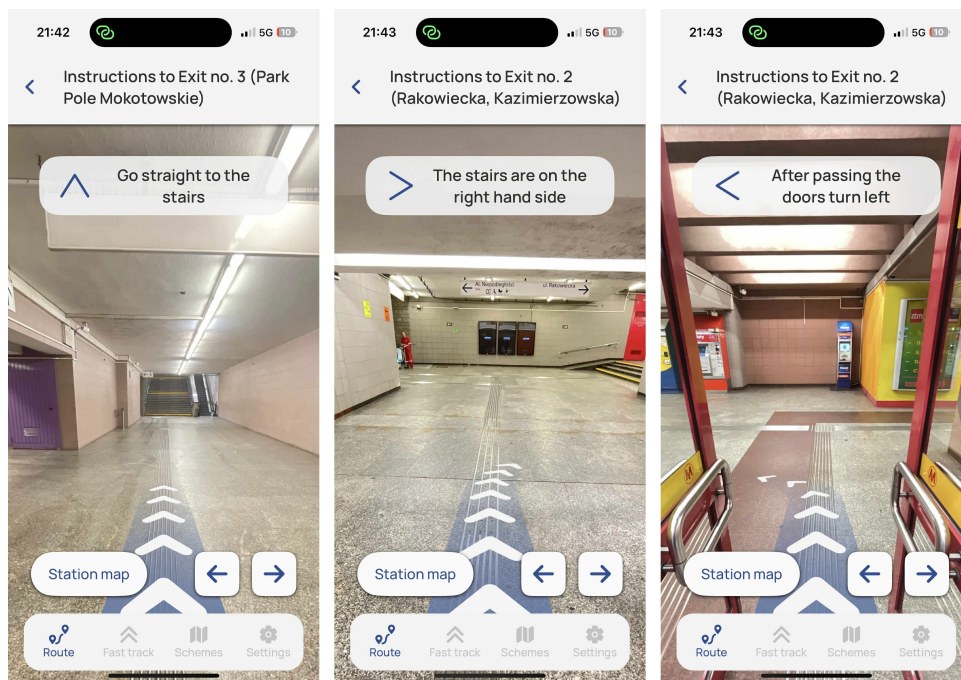 21:42
5G 10
Instructions to Exit no. 3 (Park
Pole Mokotowskie)
Go straight to the
stairs
Station map
Route
Fast track
Schemes
Settings
21:43
5G 10
Instructions to Exit no. 2
(Rakowiecka, Kazimierzowska)
The stairs are on the
right hand side
Al. Niepodległości
ul. Rakowiecka
Station map
Route
Fast track
Schemes
Settings
21:43
5G 10
Instructions to Exit no. 2
(Rakowiecka, Kazimierzowska)
After passing the
doors turn left
ztm
M
M
Station map
Route
Fast track
Schemes
Settings